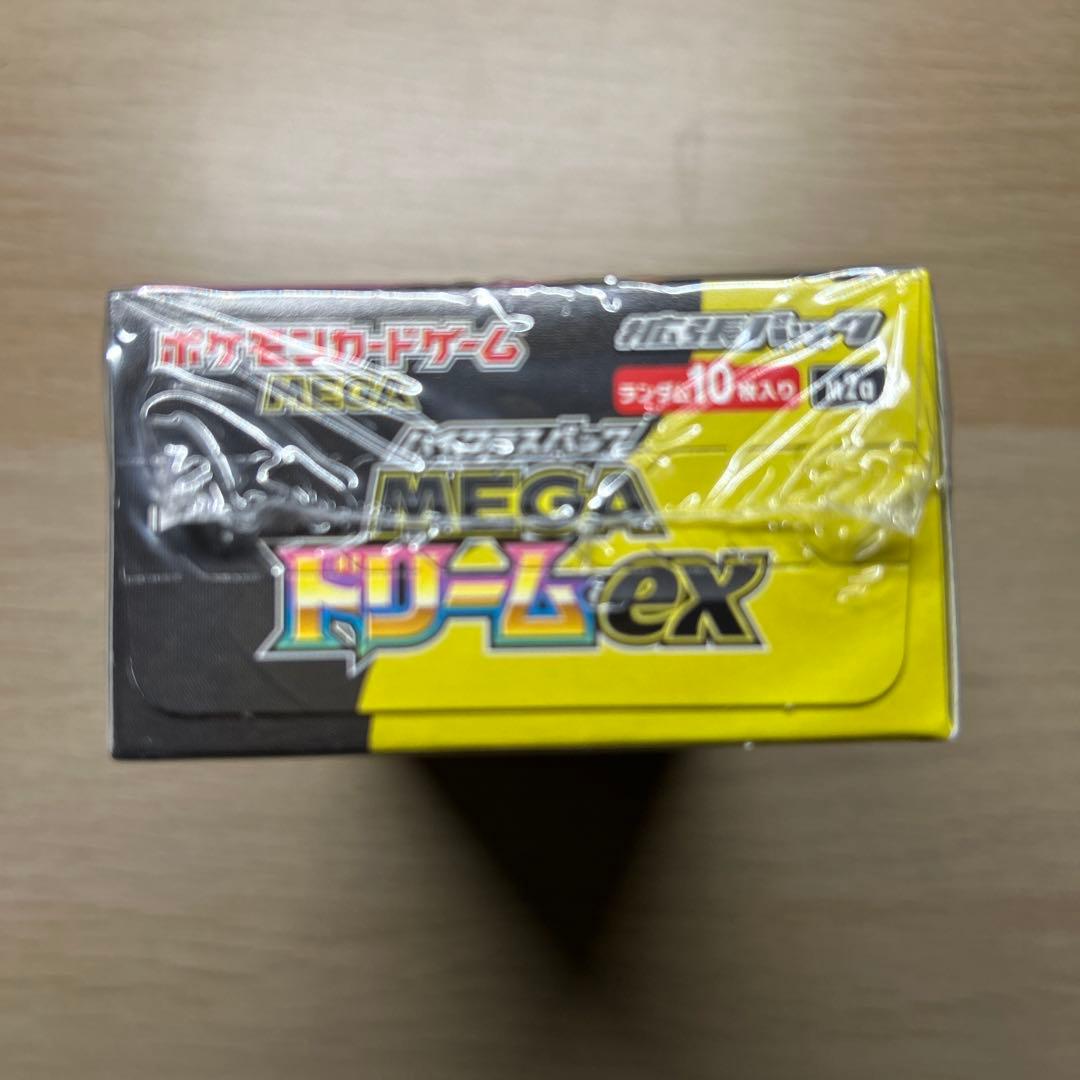 ポケモンカードゲーム
MEGA
拡張パック
ランダム10枚入り
M2a
ハイクラスパック
MEGA
ドリームex